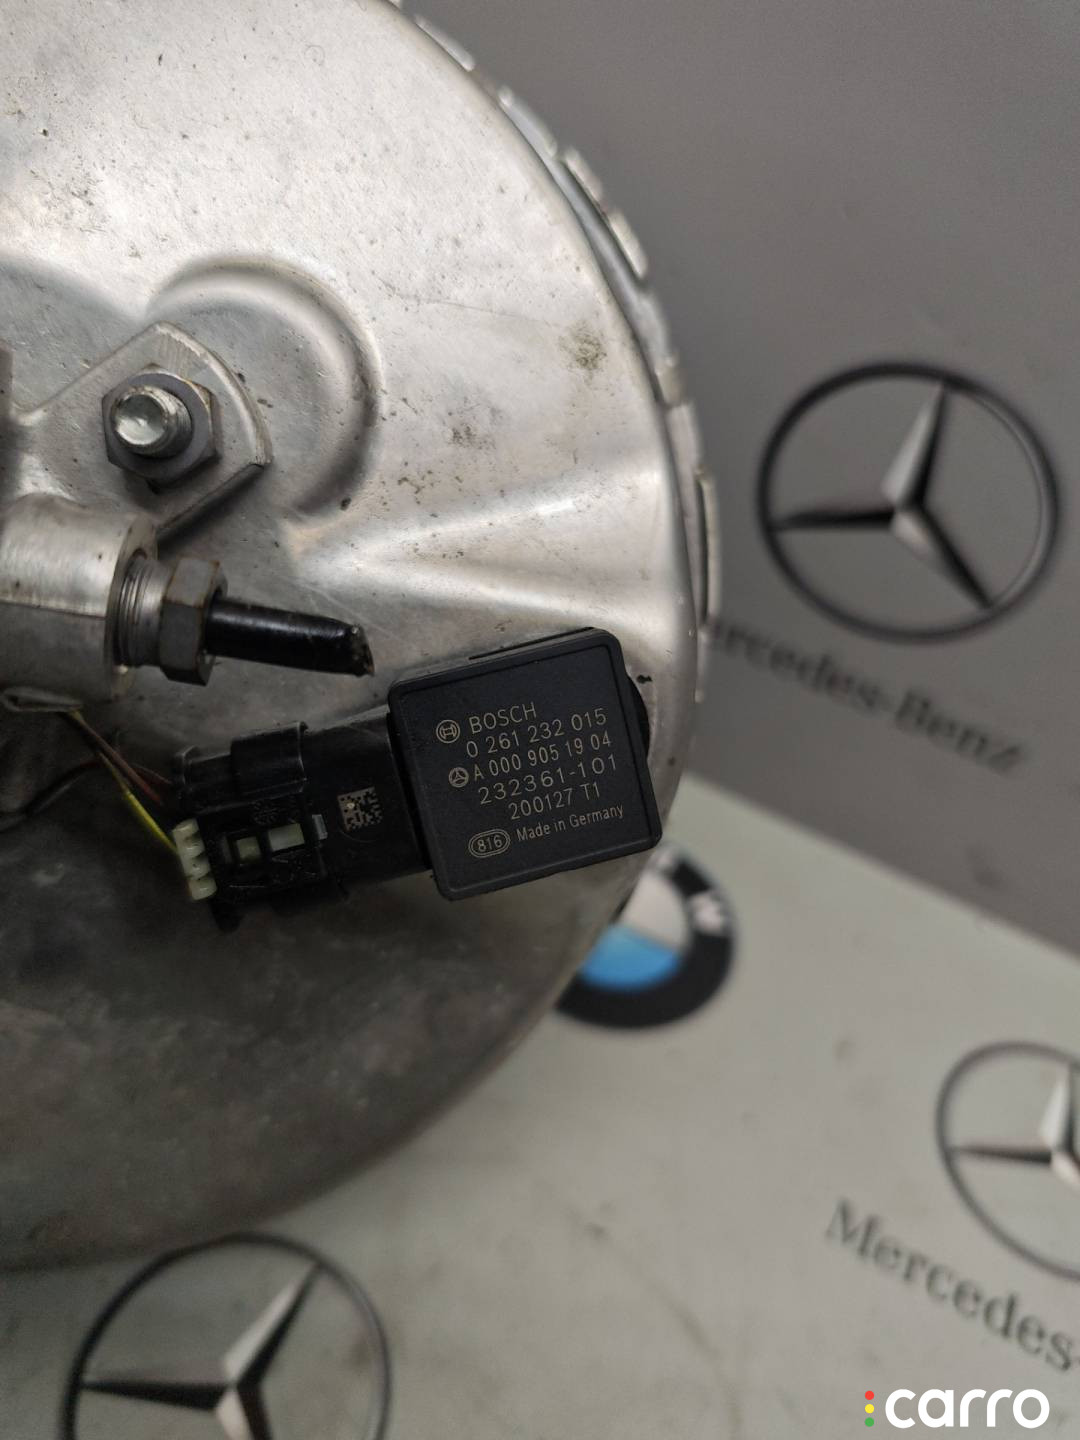 BOSCH
0 261 232 015
A 000 905 19 04
232361-101
200127 T1
816 Made in Germany
Mercedes-Benz
Mercedes-
carro